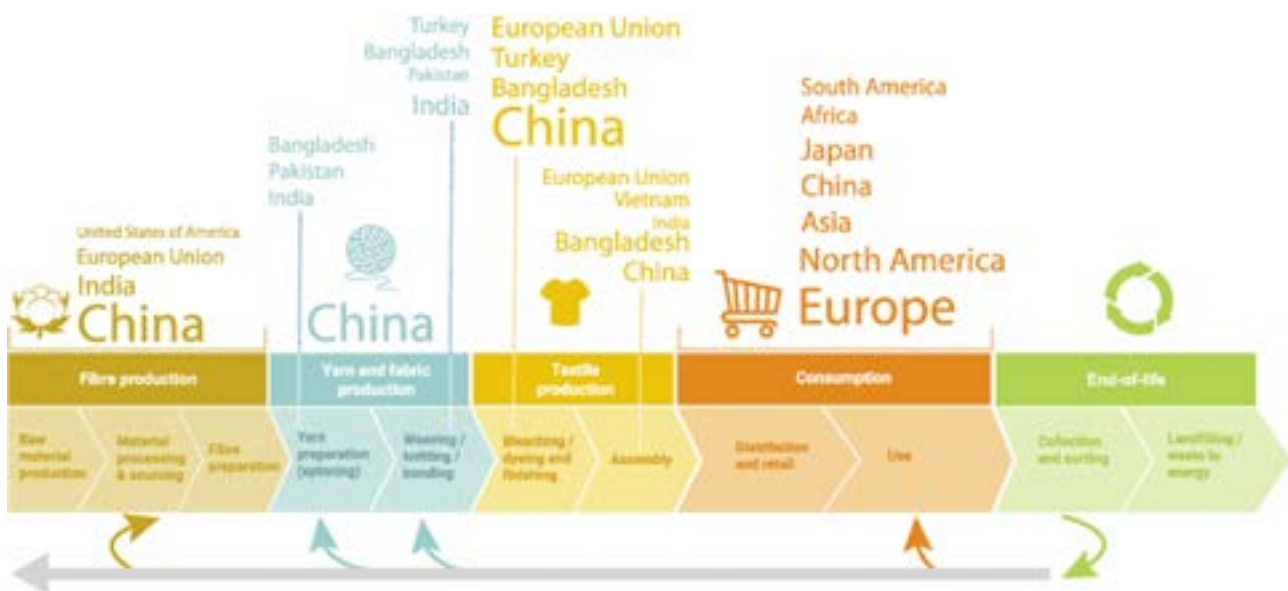 United States of America
European Union
India
China
Bangladesh
Pakistan
India
China
Turkey
Bangladesh
Pakistan
India
European Union
Turkey
Bangladesh
China
European Union
Vietnam
India
Bangladesh
China
South America
Africa
Japan
China
Asia
North America
Europe
Fibre production
Yarn and fabric
production
Textile
production
Consumption
End-of-life
Raw
material
production
Material
processing
& sourcing
Fibre
preparation
Yarn
preparation
(spinning)
Weaving /
knitting /
bonding
Bleaching /
dyeing and
finishing
Assembly
Distribution
and retail
Use
Collection
and sorting
Landfilling /
waste to
energy